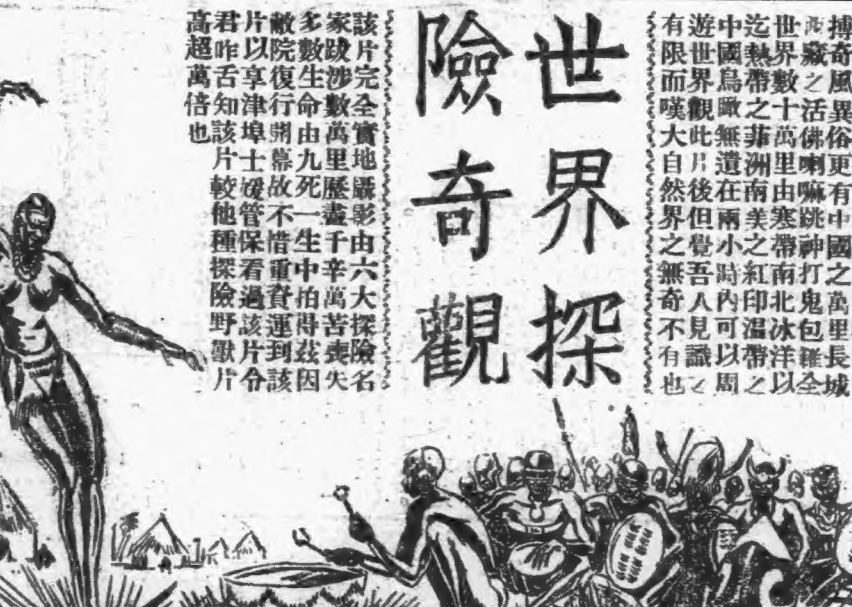 搏奇風異俗更有中國之萬里長城
西藏之活佛喇嘛跳神打鬼包羅全
世界數十萬里由寒帶南北冰洋以
迄熱帶之菲洲南美之紅印溫帶之
中國鳥瞰無遺在兩小時內可以周
遊世界觀此片後但覺吾人見識之
有限而嘆大自然界之無奇不有也
世界探
險奇觀
該片完全實地攝影由六大探險名
家跋涉數萬里歷盡千辛萬苦喪失
多數生命由九死一生中拍得茲因
敝院復行開幕故不惜重資運到該
片以享津埠士媛管保看過該片令
君咋舌知該片較他種探險野獸片
高超萬倍也